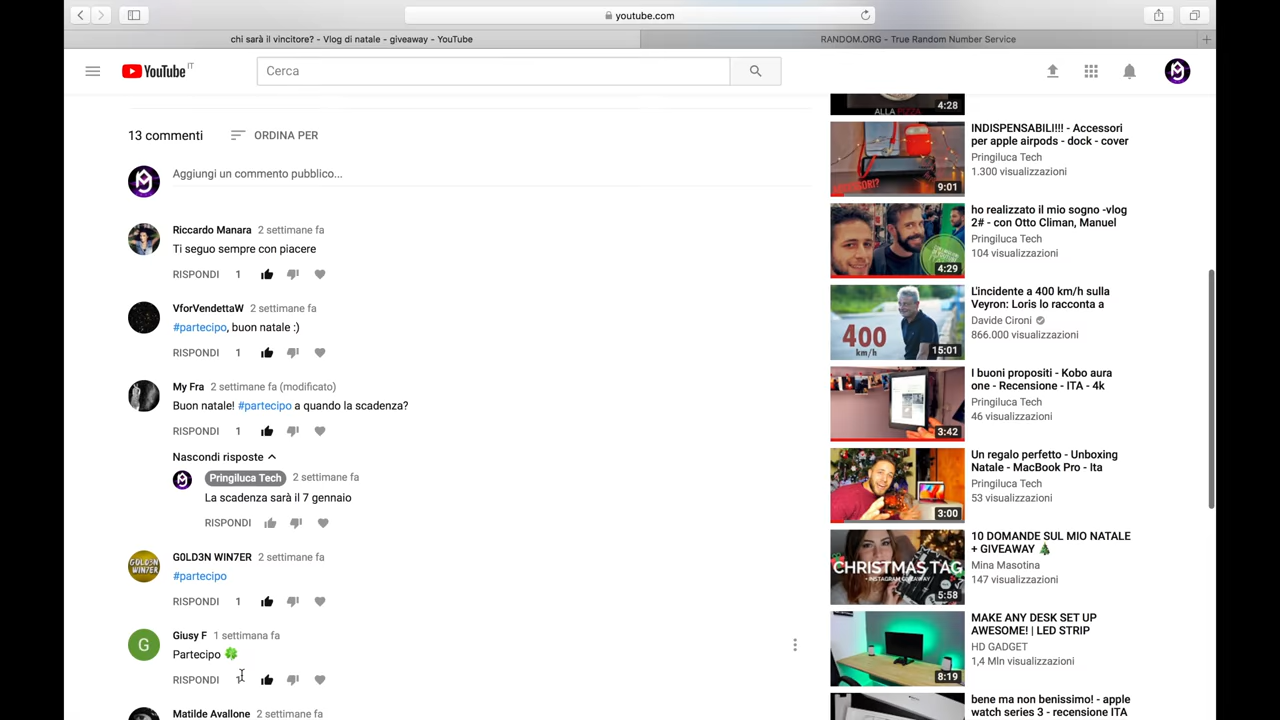 youtube.com
chi sarà il vincitore? - Vlog di natale - giveaway - YouTube
RANDOM.ORG - True Random Number Service
YouTube IT
Cerca
13 commenti
ORDINA PER
Aggiungi un commento pubblico...
Riccardo Manara 2 settimane fa
Ti seguo sempre con piacere
RISPONDI 1
VforVendettaW 2 settimane fa
#partecipo, buon natale :)
RISPONDI 1
My Fra 2 settimane fa (modificato)
Buon natale! #partecipo a quando la scadenza?
RISPONDI 1
Nascondi risposte
Pringiluca Tech 2 settimane fa
La scadenza sarà il 7 gennaio
RISPONDI
G0LD3N WIN7ER 2 settimane fa
#partecipo
RISPONDI 1
G
Giusy F 1 settimana fa
Partecipo 🍀
RISPONDI 1
Matilde Avallone 2 settimane fa
ALLA PIZZA
4:28
INDISPENSABILI!!! - Accessori
per apple airpods - dock - cover
Pringiluca Tech
1.300 visualizzazioni
9:01
ho realizzato il mio sogno -vlog
2# - con Otto Climan, Manuel
Pringiluca Tech
104 visualizzazioni
4:29
L'incidente a 400 km/h sulla
Veyron: Loris lo racconta a
Davide Cironi
866.000 visualizzazioni
400
km/h
15:01
I buoni propositi - Kobo aura
one - Recensione - ITA - 4k
Pringiluca Tech
46 visualizzazioni
3:42
Un regalo perfetto - Unboxing
Natale - MacBook Pro - Ita
Pringiluca Tech
53 visualizzazioni
3:00
10 DOMANDE SUL MIO NATALE
+ GIVEAWAY 🎄
Mina Masotina
147 visualizzazioni
CHRISTMAS TAG
+ INSTAGRAM GIVEAWAY
5:58
MAKE ANY DESK SET UP
AWESOME! | LED STRIP
HD GADGET
1,4 Mln visualizzazioni
8:19
bene ma non benissimo! - apple
watch series 3 - recensione ITA